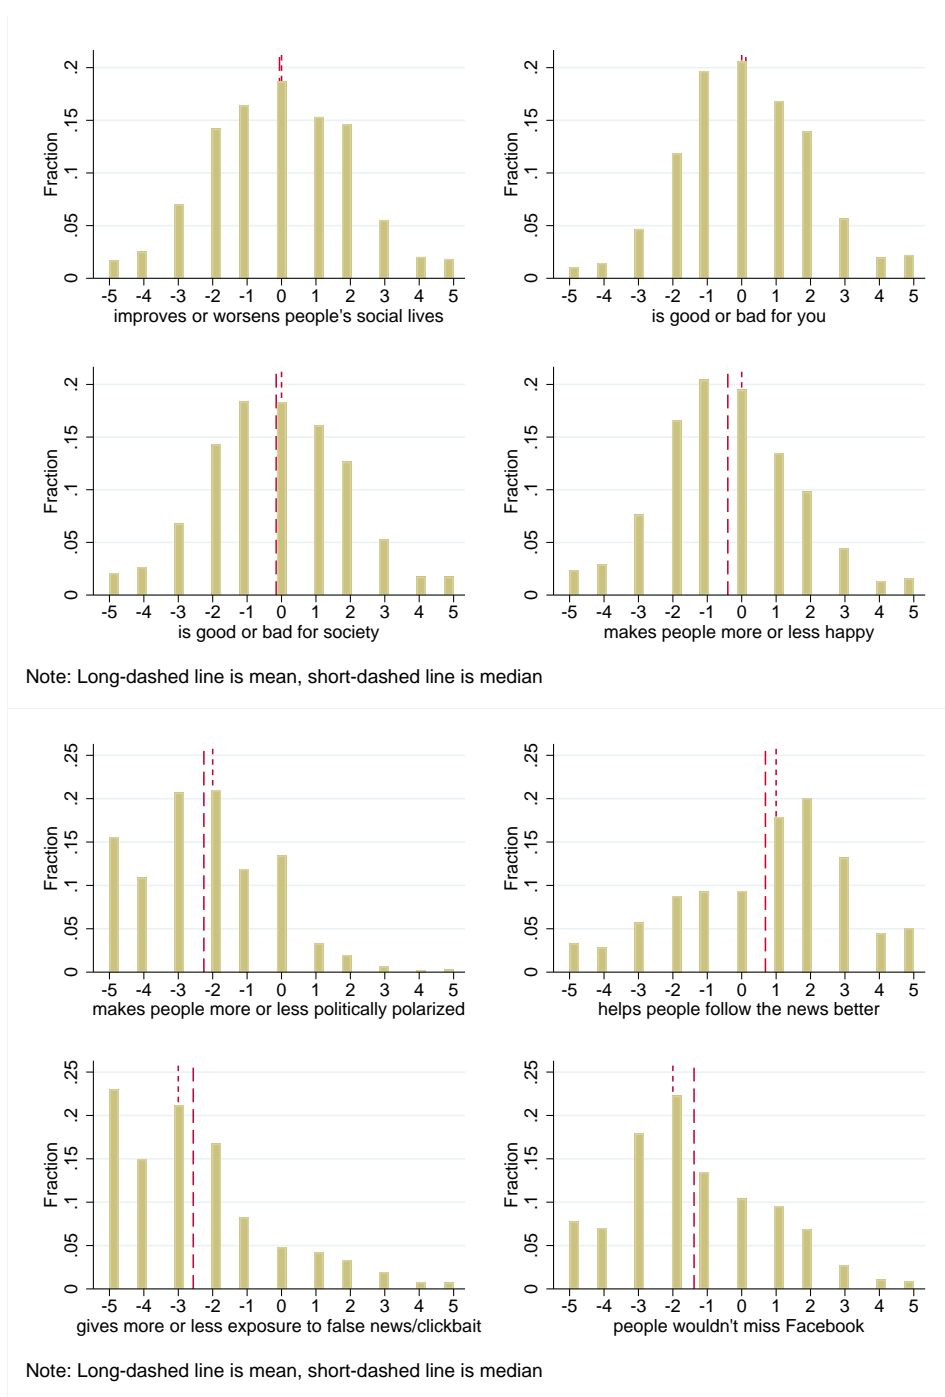 Fraction
0 .05 .1 .15 .2
-5 -4 -3 -2 -1 0 1 2 3 4 5
improves or worsens people's social lives
Fraction
0 .05 .1 .15 .2
-5 -4 -3 -2 -1 0 1 2 3 4 5
is good or bad for you
Fraction
0 .05 .1 .15 .2
-5 -4 -3 -2 -1 0 1 2 3 4 5
is good or bad for society
Fraction
0 .05 .1 .15 .2
-5 -4 -3 -2 -1 0 1 2 3 4 5
makes people more or less happy
Note: Long-dashed line is mean, short-dashed line is median
Fraction
0 .05 .1 .15 .2 .25
-5 -4 -3 -2 -1 0 1 2 3 4 5
makes people more or less politically polarized
Fraction
0 .05 .1 .15 .2 .25
-5 -4 -3 -2 -1 0 1 2 3 4 5
helps people follow the news better
Fraction
0 .05 .1 .15 .2 .25
-5 -4 -3 -2 -1 0 1 2 3 4 5
gives more or less exposure to false news/clickbait
Fraction
0 .05 .1 .15 .2 .25
-5 -4 -3 -2 -1 0 1 2 3 4 5
people wouldn't miss Facebook
Note: Long-dashed line is mean, short-dashed line is median